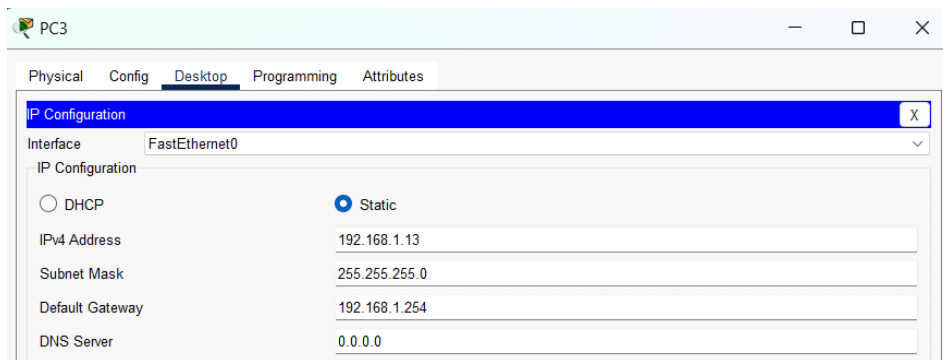 PC3
Physical Config Desktop Programming Attributes
IP Configuration X
Interface FastEthernet0
IP Configuration
DHCP Static
IPv4 Address 192.168.1.13
Subnet Mask 255.255.255.0
Default Gateway 192.168.1.254
DNS Server 0.0.0.0